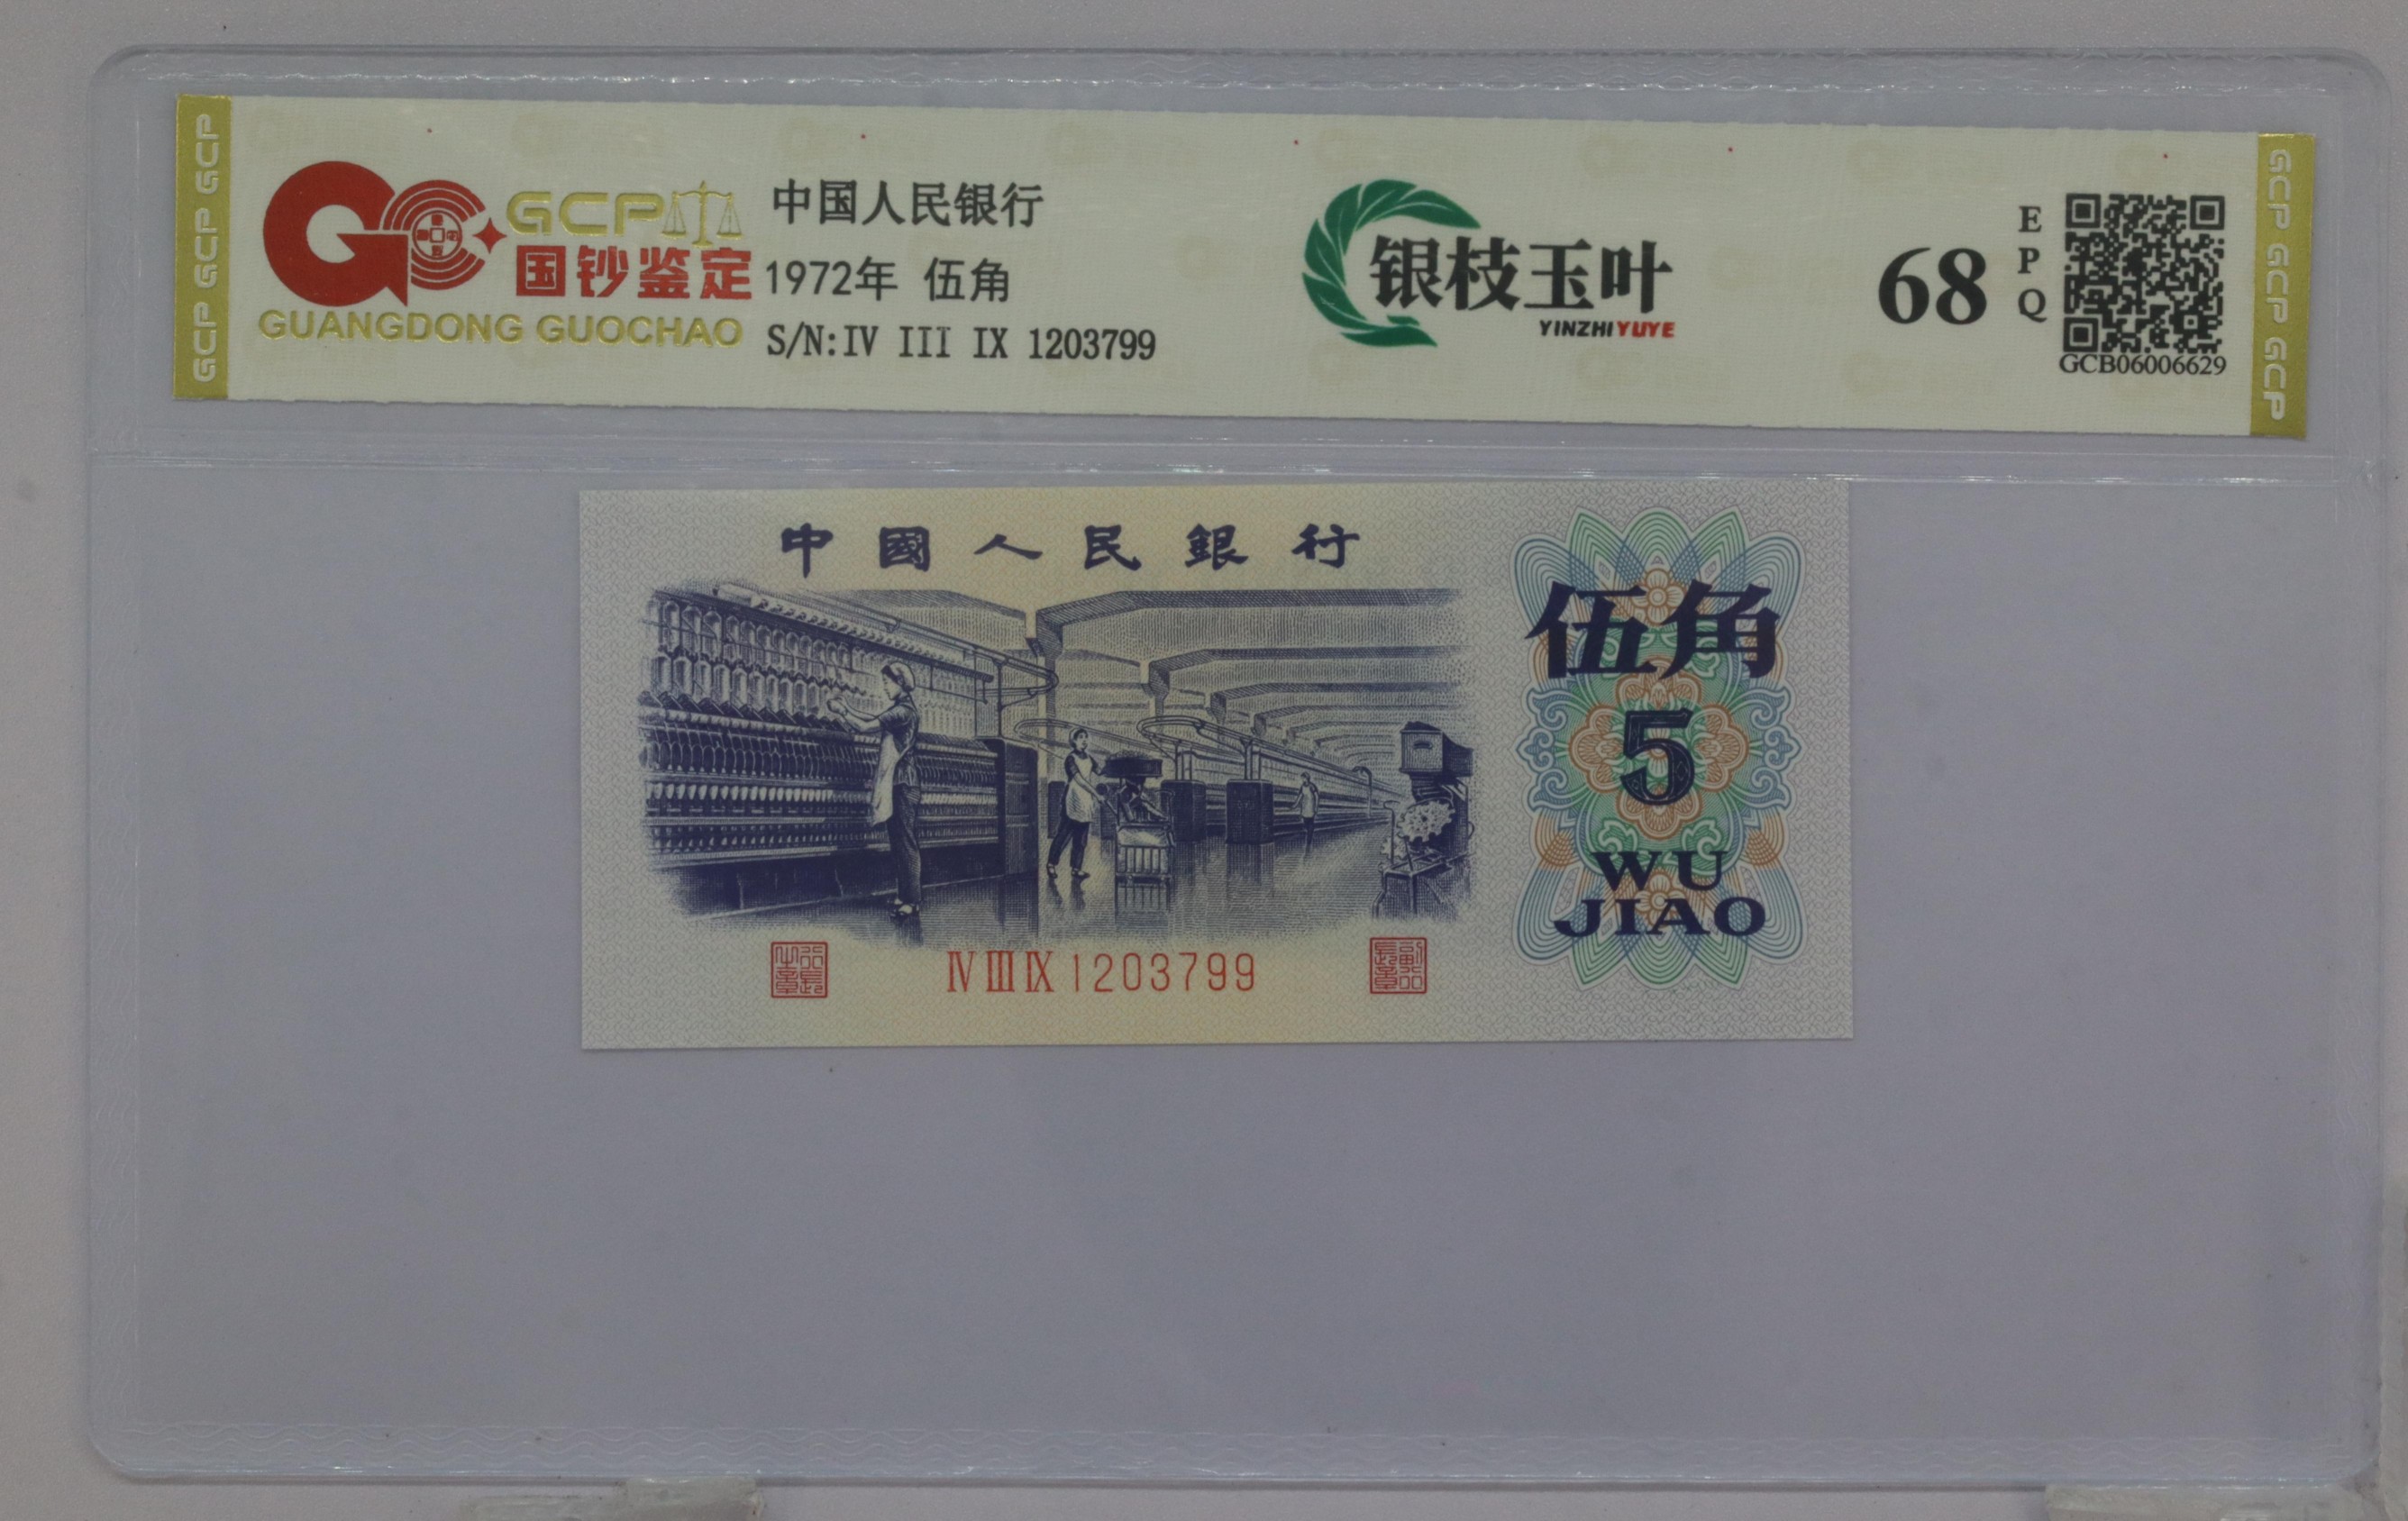 GCP GCP GCP
GCP
国钞鉴定
GUANGDONG GUOCHAO
中国人民银行
1972年 伍角
S/N:IV III IX 1203799
银枝玉叶
YINZHIYUYE
68
EPQ
GCB06006629
GCP GCP GCP
中國人民銀行
伍角
5
WU
JIAO
IV III IX 1203799